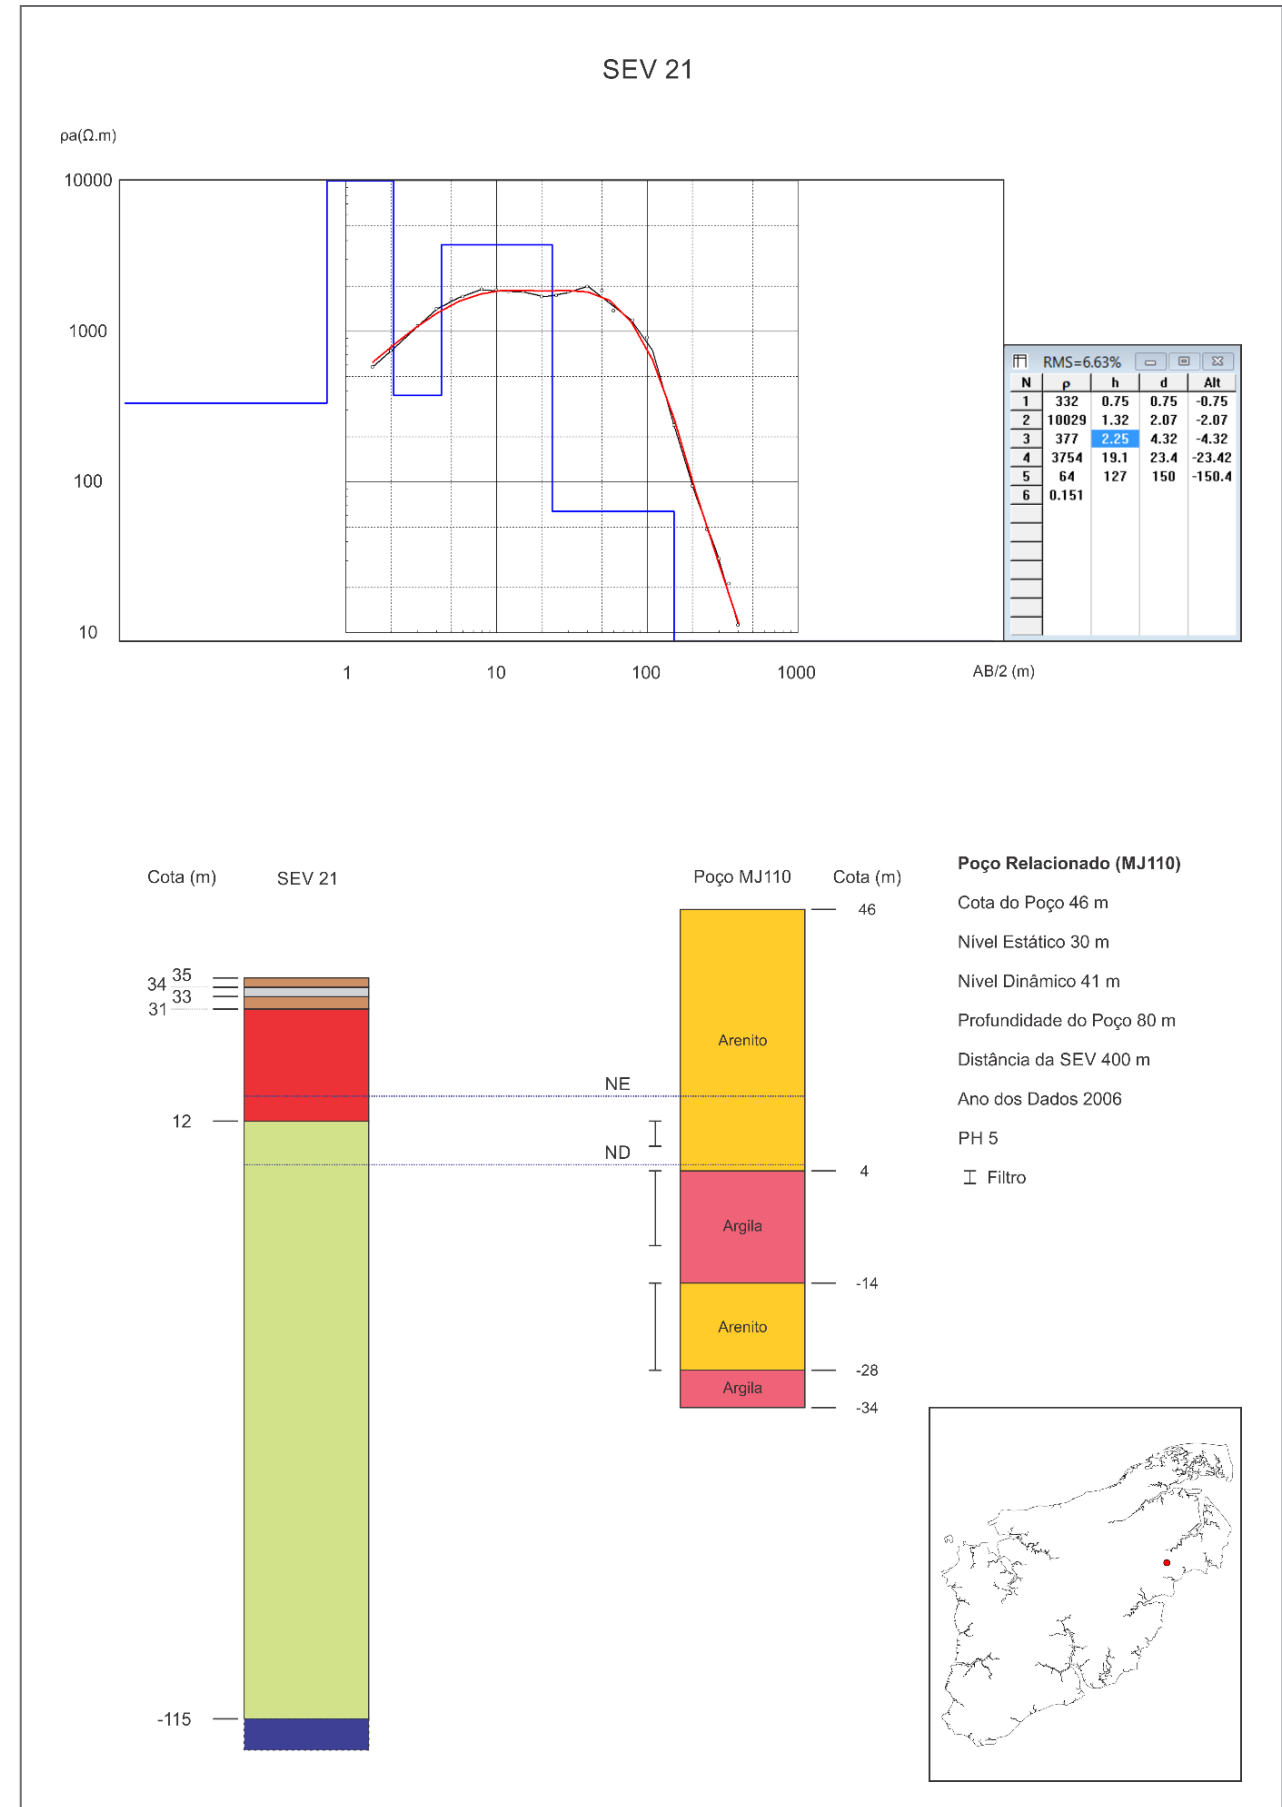 SEV 21
ρa(Ω.m)
10000
1000
100
10
1 10 100 1000 AB/2 (m)
RMS=6.63%
N ρ h d Alt
1 332 0.75 0.75 -0.75
2 10029 1.32 2.07 -2.07
3 377 2.25 4.32 -4.32
4 3754 19.1 23.4 -23.42
5 64 127 150 -150.4
6 0.151
Cota (m) SEV 21
35
34
33
31
12
-115
NE
ND
Poço MJ110 Cota (m)
46
Arenito
4
Argila
-14
Arenito
-28
Argila
-34
Poço Relacionado (MJ110)
Cota do Poço 46 m
Nível Estático 30 m
Nível Dinâmico 41 m
Profundidade do Poço 80 m
Distância da SEV 400 m
Ano dos Dados 2006
PH 5
Filtro